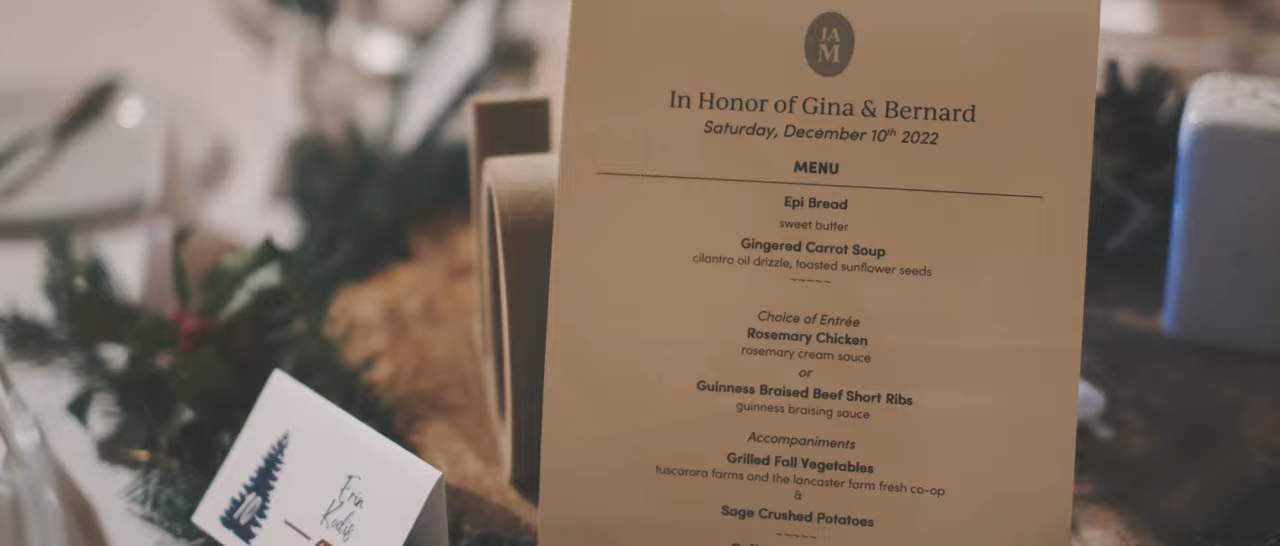 JA
M
In Honor of Gina & Bernard
Saturday, December 10th 2022
MENU
Epi Bread
sweet butter
Gingered Carrot Soup
cilantro oil drizzle, toasted sunflower seeds
~~~~~
Choice of Entrée
Rosemary Chicken
rosemary cream sauce
or
Guinness Braised Beef Short Ribs
guinness braising sauce
Accompaniments
Grilled Fall Vegetables
tuscarora farms and the lancaster farm fresh co-op
&
Sage Crushed Potatoes
~~~~~
Erin